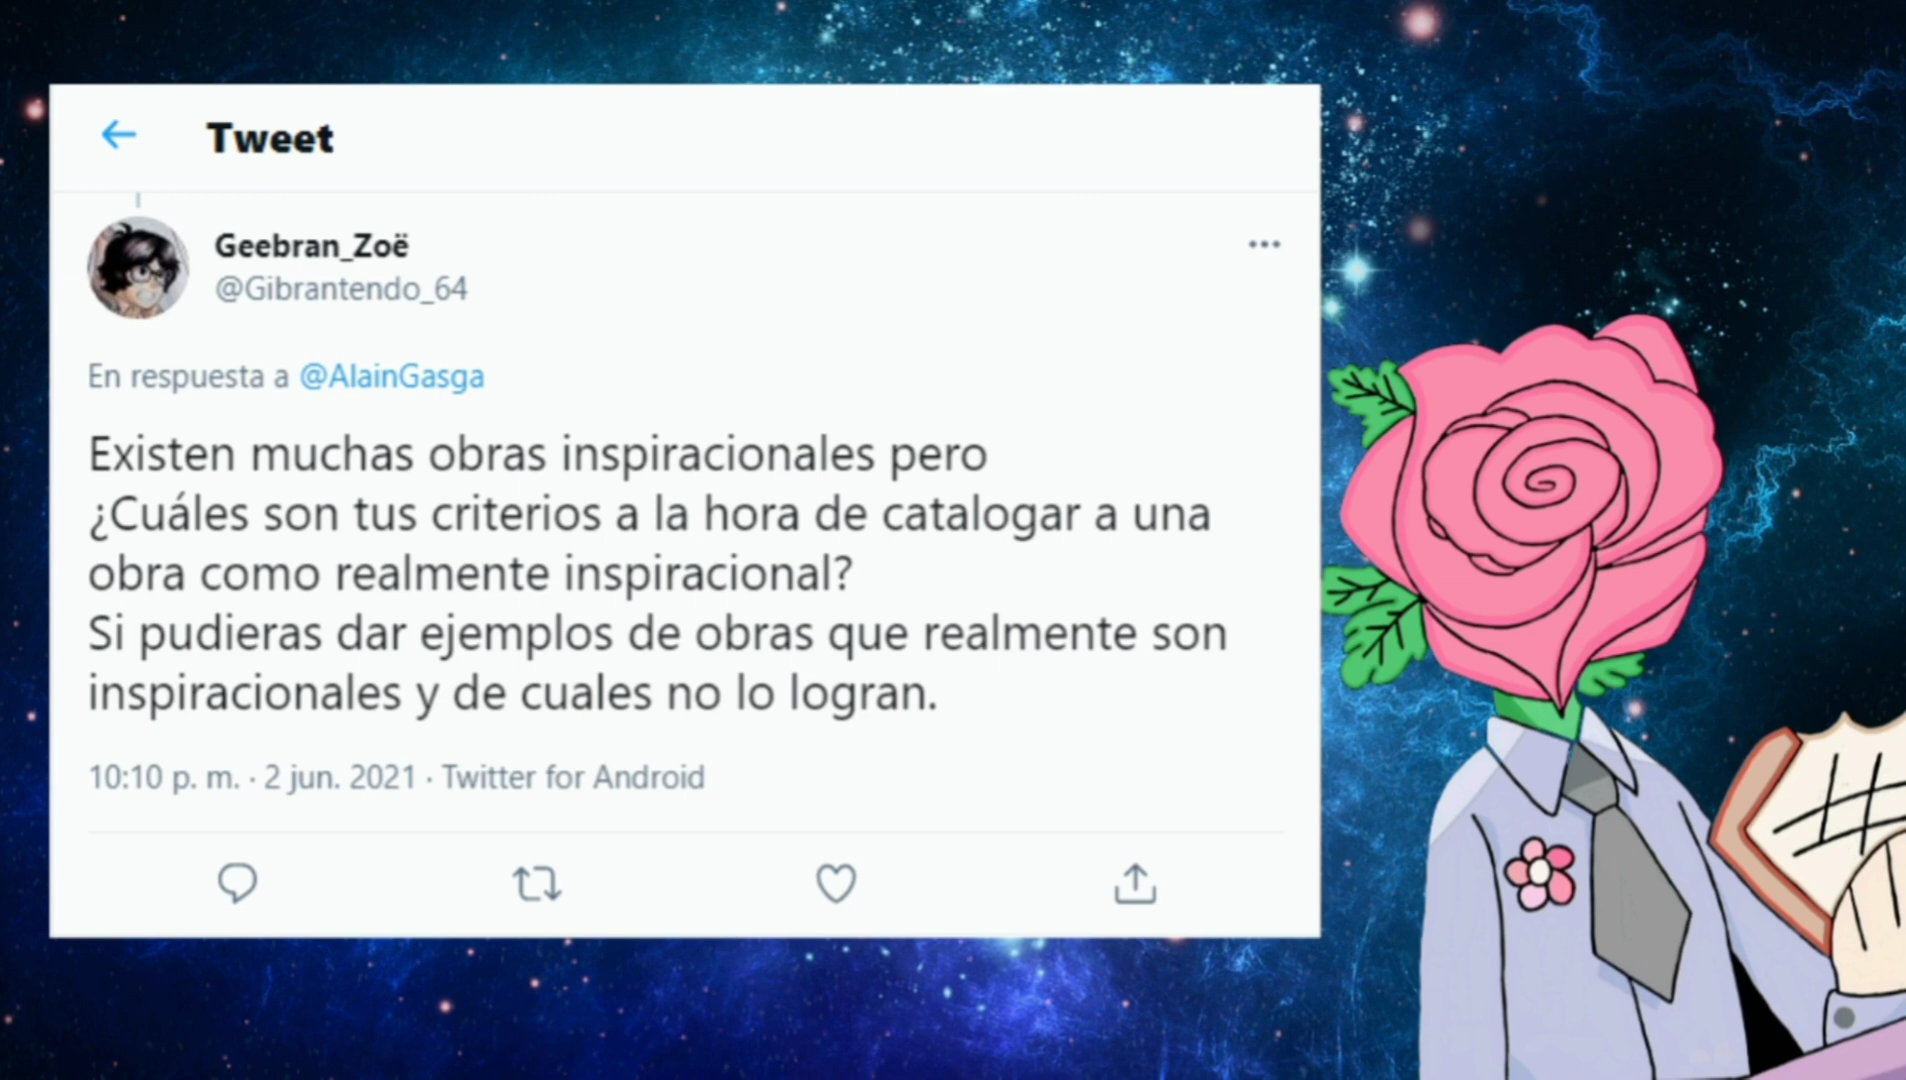 Tweet
Geebran_Zoë
@Gibrantendo_64
En respuesta a @AlainGasga
Existen muchas obras inspiracionales pero
¿Cuáles son tus criterios a la hora de catalogar a una
obra como realmente inspiracional?
Si pudieras dar ejemplos de obras que realmente son
inspiracionales y de cuales no lo logran.
10:10 p. m. · 2 jun. 2021 · Twitter for Android